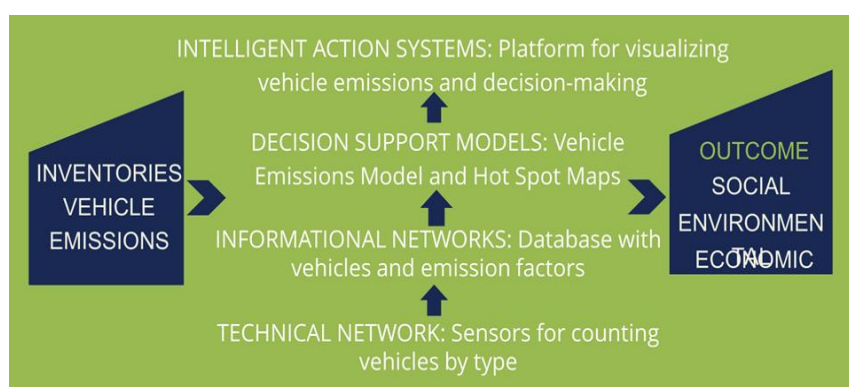 INTELLIGENT ACTION SYSTEMS: Platform for visualizing
vehicle emissions and decision-making
INVENTORIES
VEHICLE
EMISSIONS
DECISION SUPPORT MODELS: Vehicle
Emissions Model and Hot Spot Maps
INFORMATIONAL NETWORKS: Database with
vehicles and emission factors
TECHNICAL NETWORK: Sensors for counting
vehicles by type
OUTCOME
SOCIAL
ENVIRONMEN
TAL
ECONOMIC